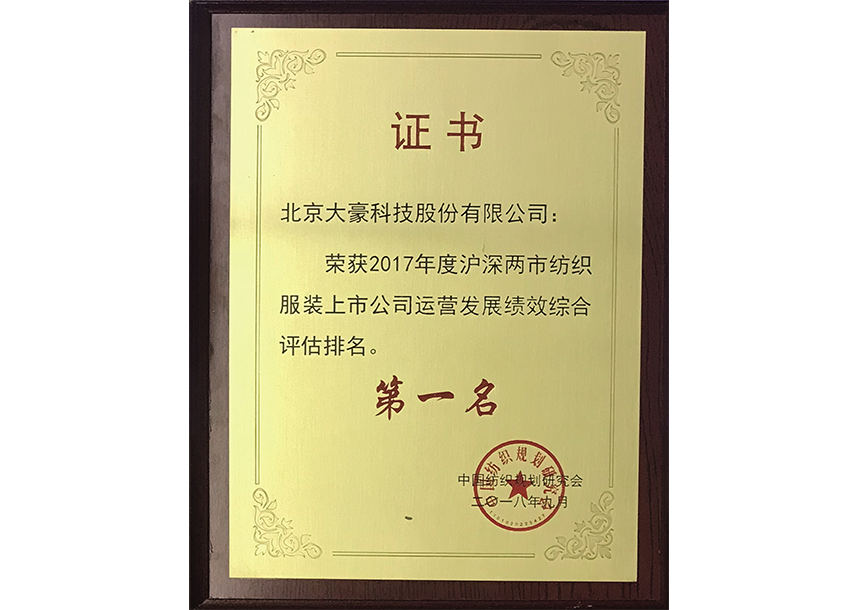 证书
北京大豪科技股份有限公司：
荣获2017年度沪深两市纺织
服装上市公司运营发展绩效综合
评估排名。
第一名
中国纺织规划研究会
二〇一八年九月